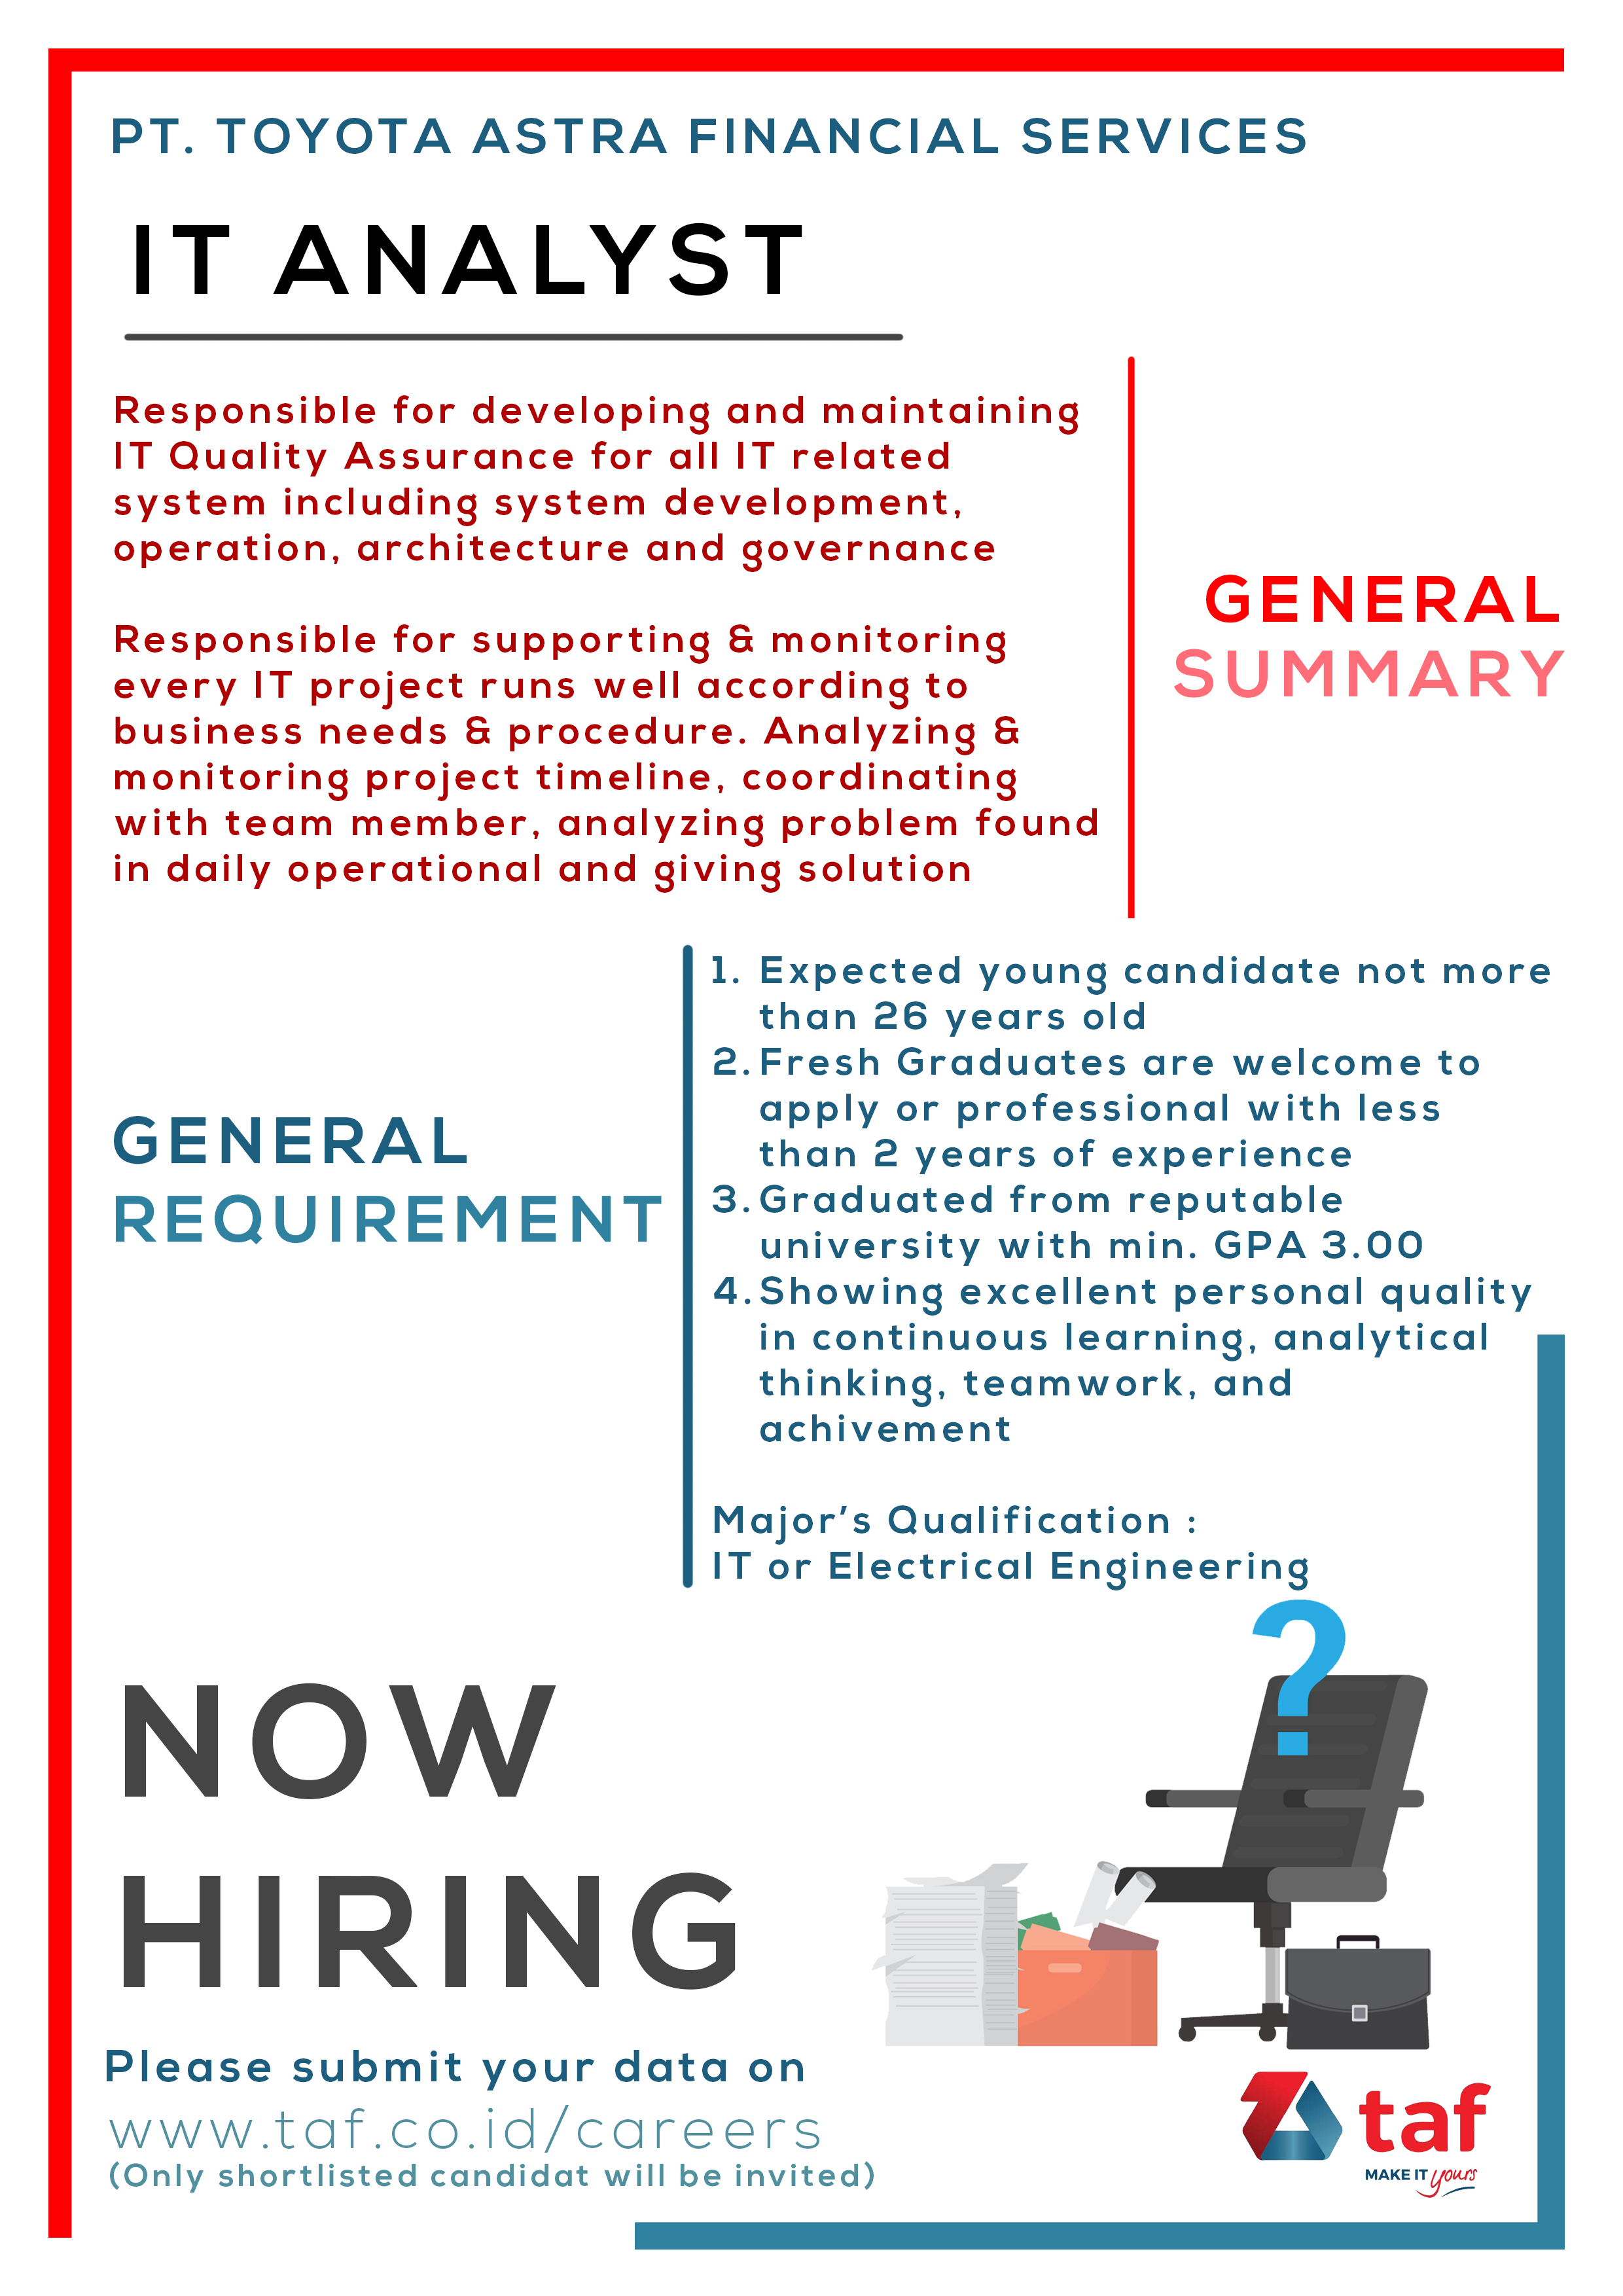 PT. TOYOTA ASTRA FINANCIAL SERVICES
IT ANALYST
Responsible for developing and maintaining
IT Quality Assurance for all IT related
system including system development,
operation, architecture and governance
Responsible for supporting & monitoring
every IT project runs well according to
business needs & procedure. Analyzing &
monitoring project timeline, coordinating
with team member, analyzing problem found
in daily operational and giving solution
GENERAL
SUMMARY
GENERAL
REQUIREMENT
1. Expected young candidate not more
than 26 years old
2. Fresh Graduates are welcome to
apply or professional with less
than 2 years of experience
3. Graduated from reputable
university with min. GPA 3.00
4. Showing excellent personal quality
in continuous learning, analytical
thinking, teamwork, and
achivement
Major's Qualification :
IT or Electrical Engineering
?
NOW
HIRING
Please submit your data on
www.taf.co.id/careers
(Only shortlisted candidat will be invited)
taf
MAKE IT yours